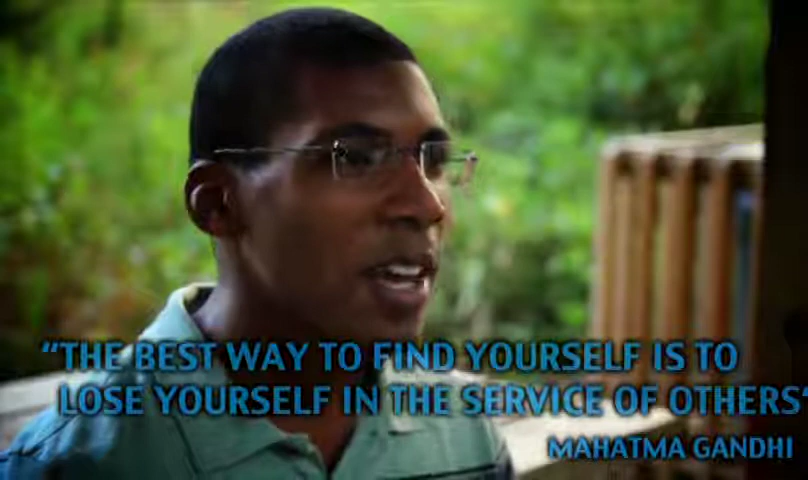 “THE BEST WAY TO FIND YOURSELF IS TO
LOSE YOURSELF IN THE SERVICE OF OTHERS“
MAHATMA GANDHI